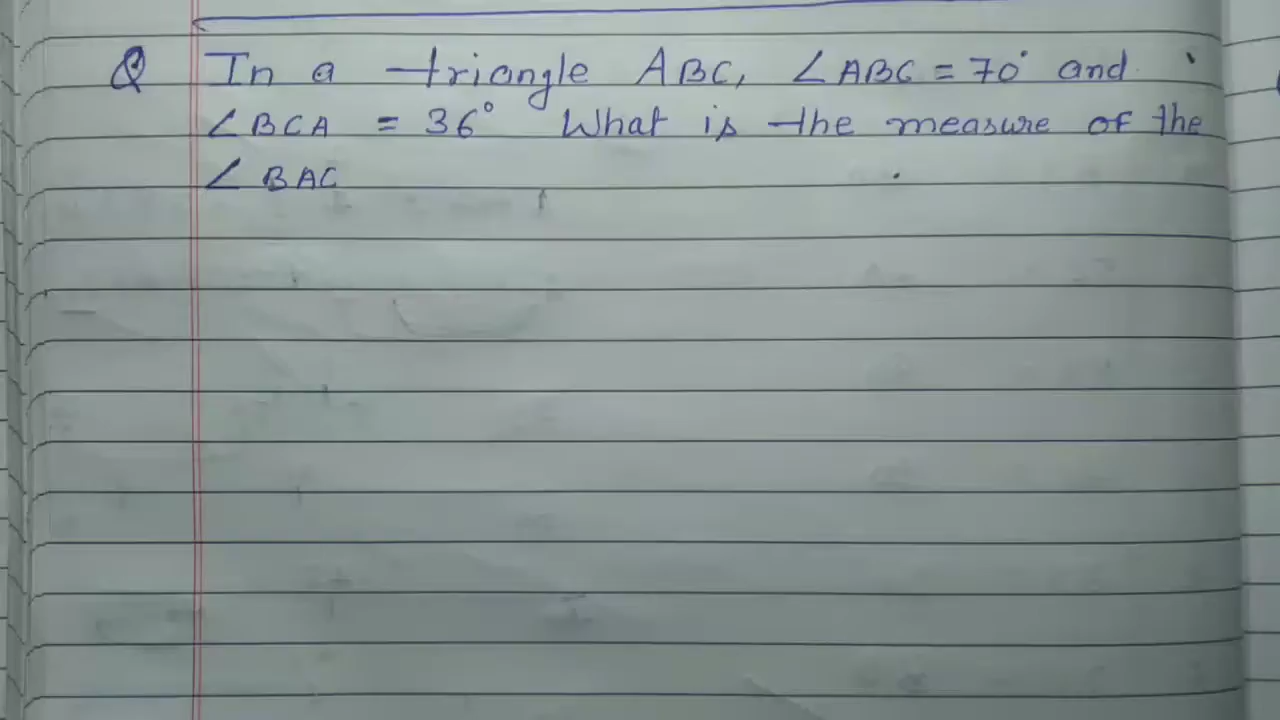 Q In a triangle ABC, ∠ABC = 70° and
∠BCA = 36° What is the measure of the
∠BAC